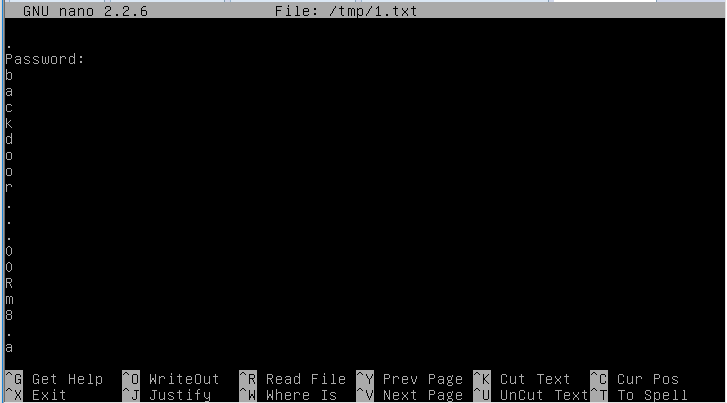 GNU nano 2.2.6 File: /tmp/1.txt
.
Password:
b
a
c
k
d
o
o
r
.
.
.
0
0
R
m
8
.
a
^G Get Help ^O WriteOut ^R Read File ^Y Prev Page ^K Cut Text ^C Cur Pos
^X Exit ^J Justify ^W Where Is ^V Next Page ^U UnCut Text ^T To Spell